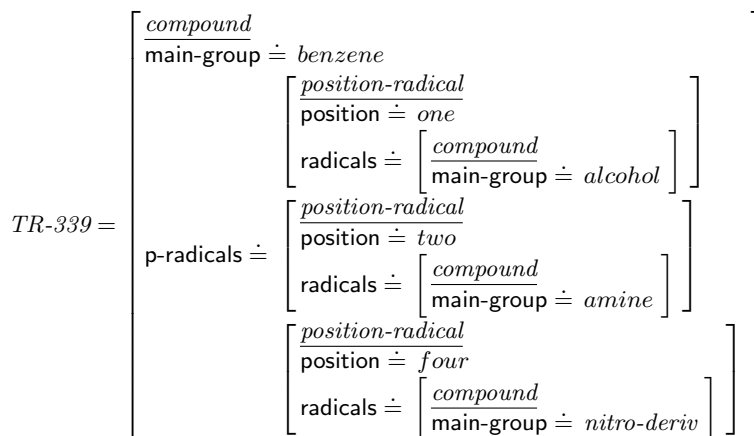 compound
main-group ≐ benzene
position-radical
position ≐ one
radicals ≐ compound
main-group ≐ alcohol
TR-339 =
p-radicals ≐
position-radical
position ≐ two
radicals ≐ compound
main-group ≐ amine
position-radical
position ≐ four
radicals ≐ compound
main-group ≐ nitro-deriv